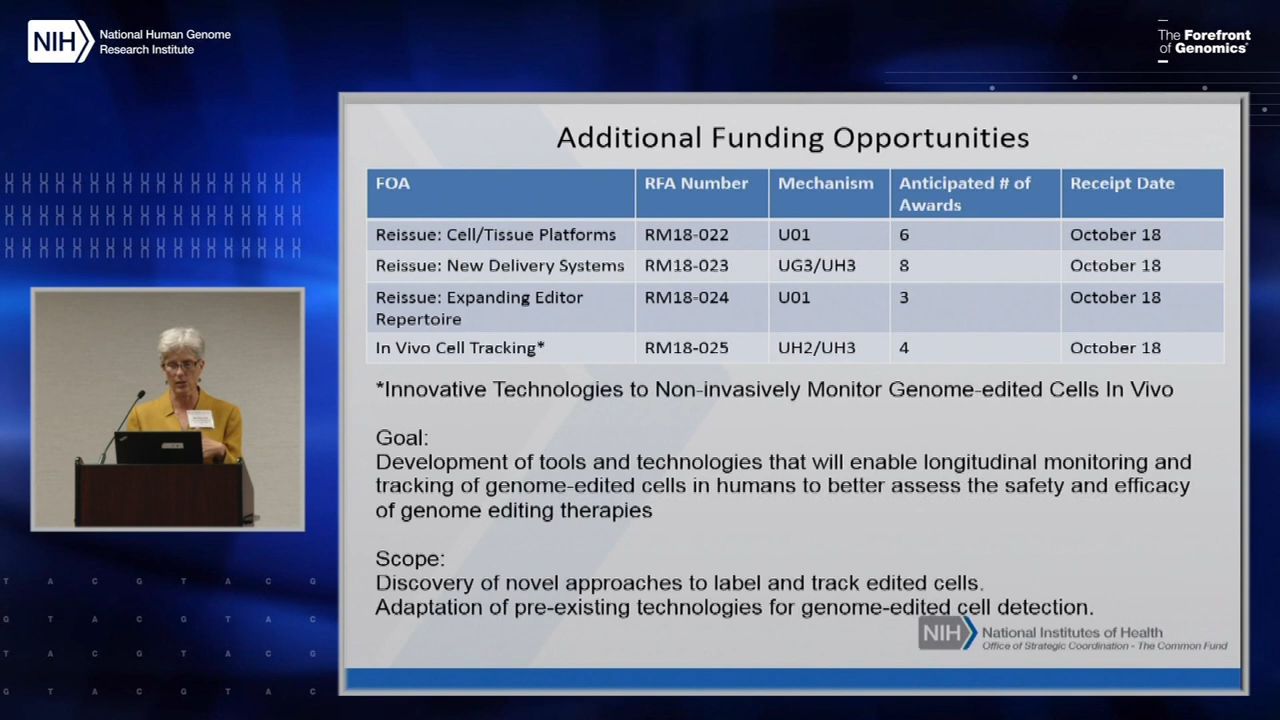 NIH National Human Genome
Research Institute
The Forefront
of Genomics®
Additional Funding Opportunities
FOA RFA Number Mechanism Anticipated # of Awards Receipt Date
Reissue: Cell/Tissue Platforms RM18-022 U01 6 October 18
Reissue: New Delivery Systems RM18-023 UG3/UH3 8 October 18
Reissue: Expanding Editor Repertoire RM18-024 U01 3 October 18
In Vivo Cell Tracking* RM18-025 UH2/UH3 4 October 18
*Innovative Technologies to Non-invasively Monitor Genome-edited Cells In Vivo
Goal:
Development of tools and technologies that will enable longitudinal monitoring and
tracking of genome-edited cells in humans to better assess the safety and efficacy
of genome editing therapies
Scope:
Discovery of novel approaches to label and track edited cells.
Adaptation of pre-existing technologies for genome-edited cell detection.
NIH National Institutes of Health
Office of Strategic Coordination - The Common Fund
T A C G T A C G
G T A C G T A C
T A C G T A C G
G T A C G T A C